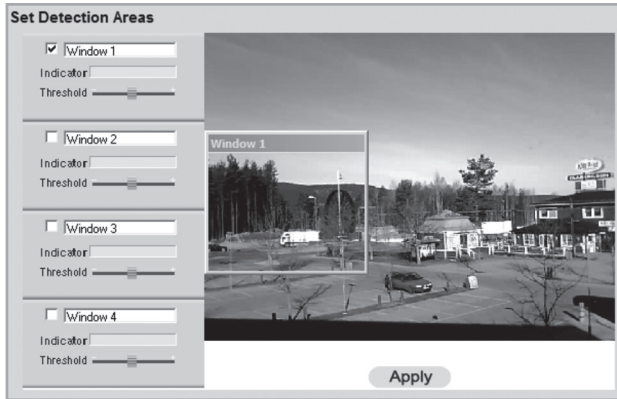 Set Detection Areas
Window 1
Indicator
Threshold
Window 2
Indicator
Threshold
Window 3
Indicator
Threshold
Window 4
Indicator
Threshold
Window 1
Apply